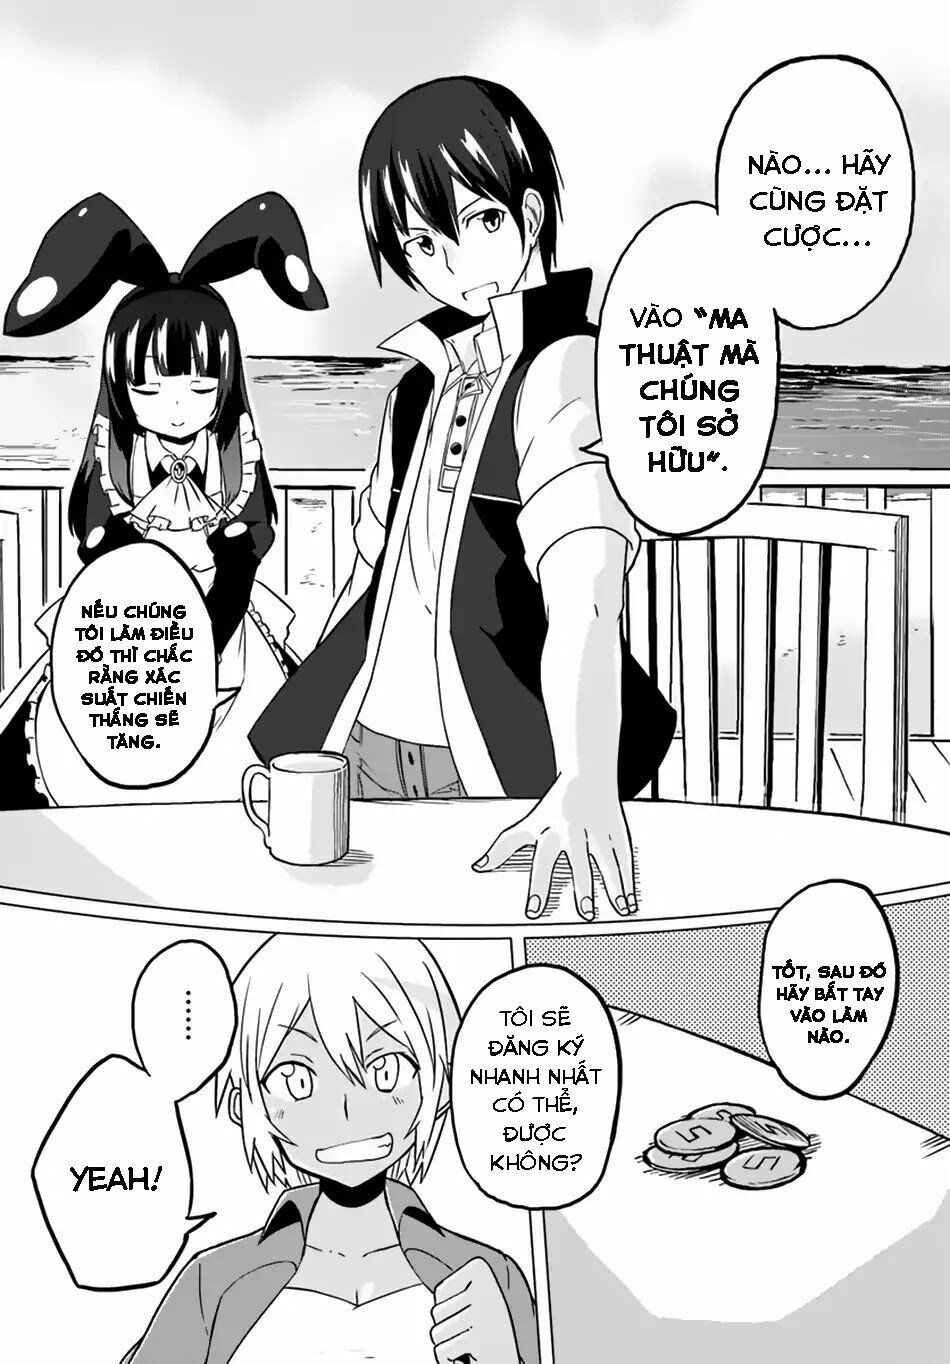 NÀO... HÃY
CÙNG ĐẶT
CƯỢC...
VÀO "MA
THUẬT MÀ
CHÚNG
TÔI SỞ
HỮU".
NẾU CHÚNG
TÔI LÀM ĐIỀU
ĐÓ THÌ CHẮC
RẰNG XÁC
SUẤT CHIẾN
THẮNG SẼ
TĂNG.
TỐT, SAU ĐÓ
HÃY BẮT TAY
VÀO LÀM
NÀO.
TÔI SẼ
ĐĂNG KÝ
NHANH NHẤT
CÓ THỂ,
ĐƯỢC
KHÔNG?
......
YEAH!
5
5